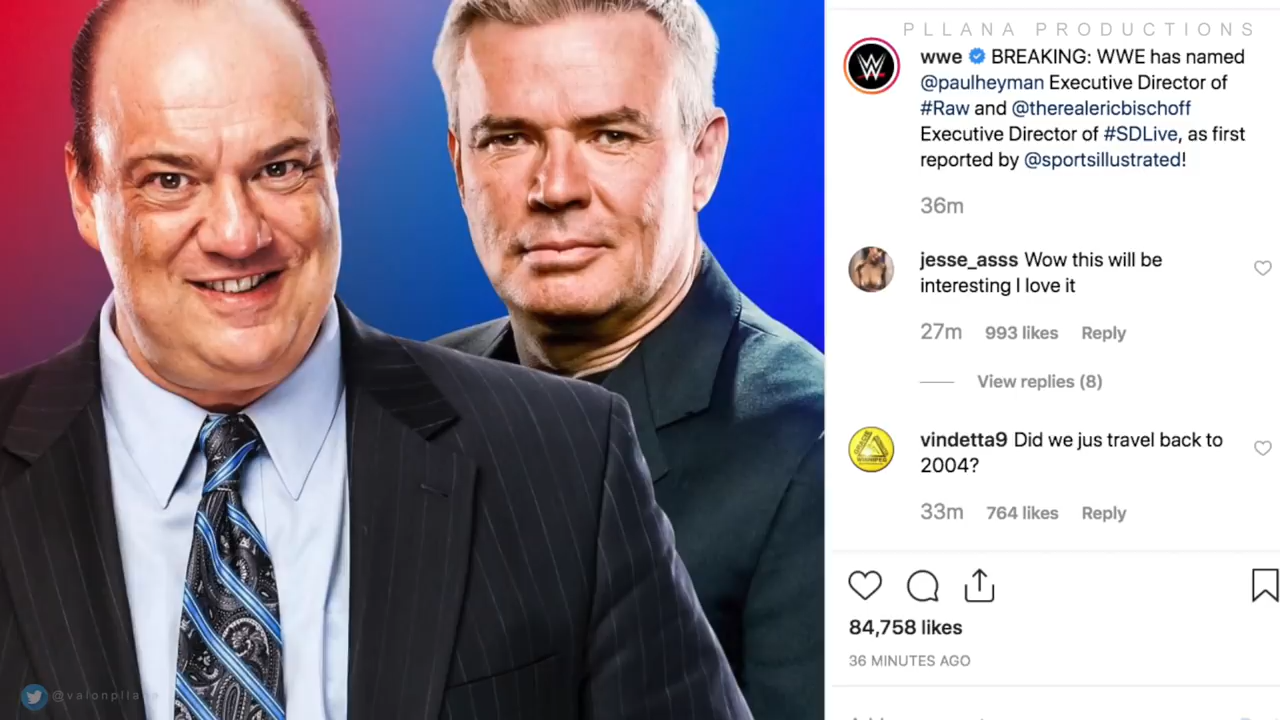 PLLANA PRODUCTIONS
wwe BREAKING: WWE has named
@paulheyman Executive Director of
#Raw and @therealericbischoff
Executive Director of #SDLive, as first
reported by @sportsillustrated!
36m
jesse_asss Wow this will be
interesting I love it
27m 993 likes Reply
View replies (8)
vindetta9 Did we jus travel back to
2004?
33m 764 likes Reply
84,758 likes
36 MINUTES AGO